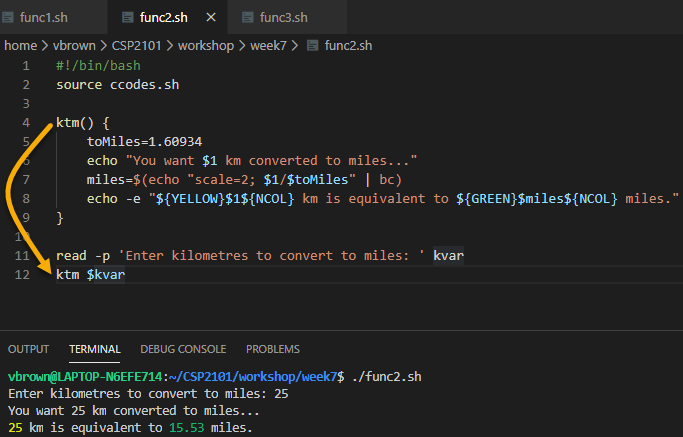 func1.sh func2.sh × func3.sh
home > vbrown > CSP2101 > workshop > week7 > func2.sh
1 #!/bin/bash
2 source ccodes.sh
3
4 ktm() {
5 toMiles=1.60934
6 echo "You want $1 km converted to miles..."
7 miles=$(echo "scale=2; $1/$toMiles" | bc)
8 echo -e "${YELLOW}$1${NCOL} km is equivalent to ${GREEN}$miles${NCOL} miles."
9 }
10
11 read -p 'Enter kilometres to convert to miles: ' kvar
12 ktm $kvar
OUTPUT TERMINAL DEBUG CONSOLE PROBLEMS
vbrown@LAPTOP-N6EFE714:~/CSP2101/workshop/week7$ ./func2.sh
Enter kilometres to convert to miles: 25
You want 25 km converted to miles...
25 km is equivalent to 15.53 miles.